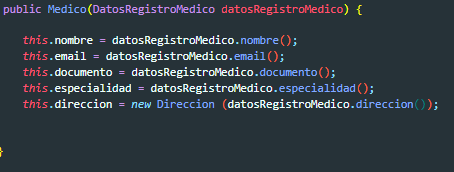 public Medico(DatosRegistroMedico datosRegistroMedico) {
this.nombre = datosRegistroMedico.nombre();
this.email = datosRegistroMedico.email();
this.documento = datosRegistroMedico.documento();
this.especialidad = datosRegistroMedico.especialidad();
this.direccion = new Direccion (datosRegistroMedico.direccion());
}